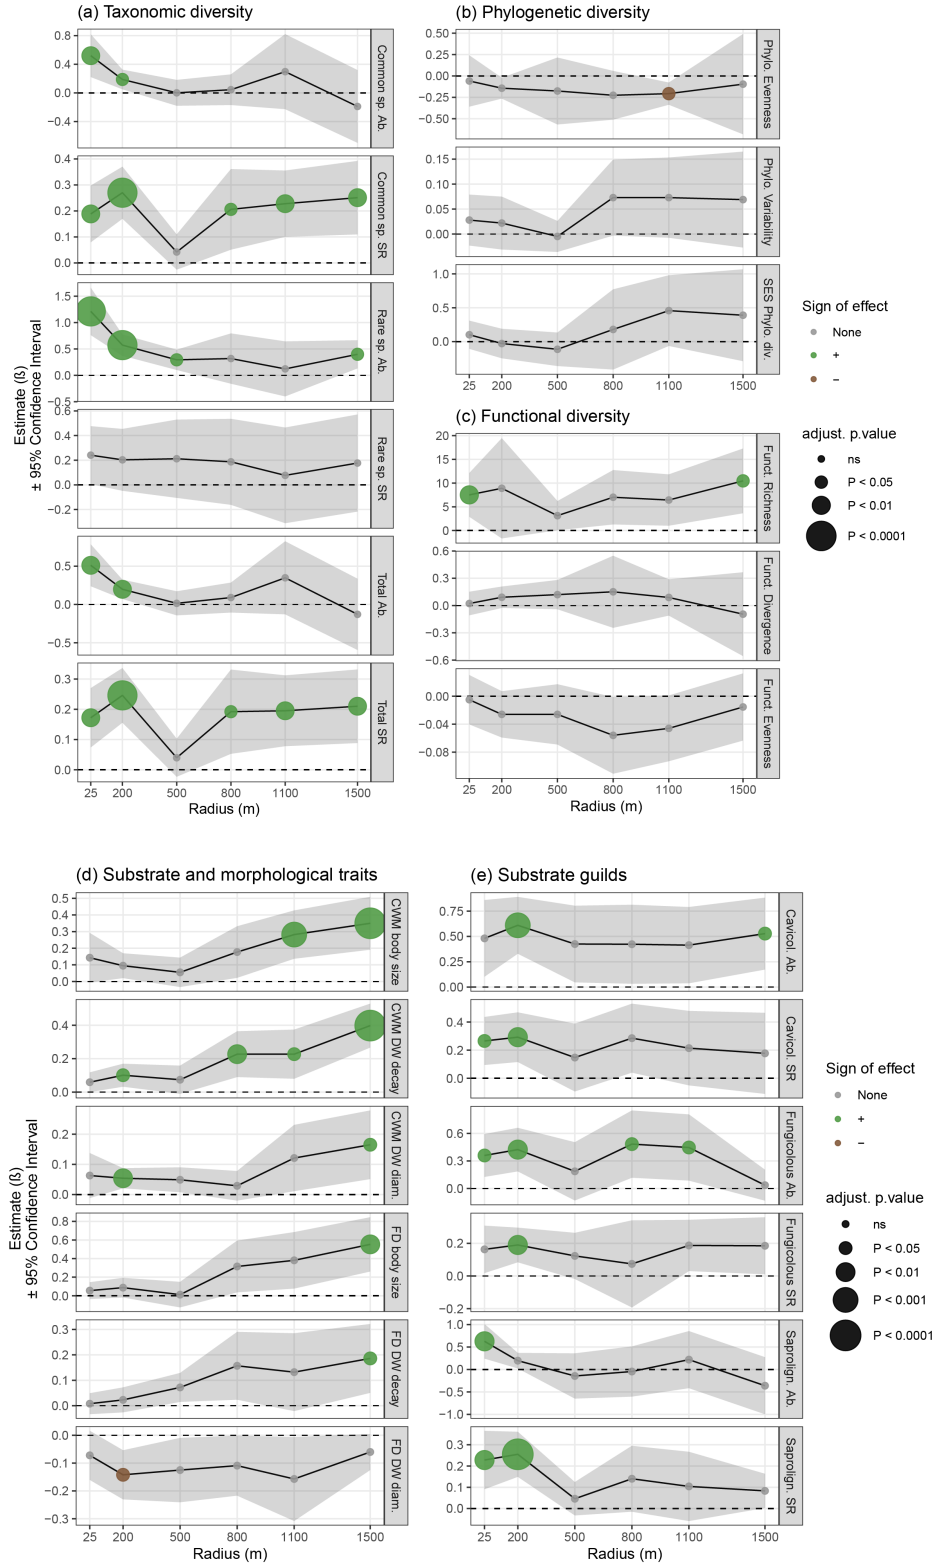 (a) Taxonomic diversity
0.8
0.4
0.0
−0.4
Common sp. Ab.
0.4
0.3
0.2
0.1
0.0
Common sp. SR
1.5
1.0
0.5
0.0
−0.5
Rare sp. Ab.
0.6
0.4
0.2
0.0
−0.2
Rare sp. SR
0.5
0.0
−0.5
Total Ab.
0.3
0.2
0.1
0.0
Total SR
25 200 500 800 1100 1500
Radius (m)
Estimate (ß)
± 95% Confidence Interval
(b) Phylogenetic diversity
0.50
0.25
0.00
−0.25
−0.50
Phylo. Evenness
0.15
0.10
0.05
0.00
Phylo. Variability
1.0
0.5
0.0
SES Phylo. div.
25 200 500 800 1100 1500
(c) Functional diversity
20
15
10
5
0
Funct. Richness
0.6
0.3
0.0
−0.3
−0.6
Funct. Divergence
0.00
−0.04
−0.08
Funct. Evenness
25 200 500 800 1100 1500
Radius (m)
Sign of effect
None
+
−
adjust. p.value
ns
P < 0.05
P < 0.01
P < 0.0001
(d) Substrate and morphological traits
0.5
0.4
0.3
0.2
0.1
0.0
CWM body size
0.4
0.2
0.0
CWM DW decay
0.2
0.1
0.0
CWM DW diam.
0.8
0.6
0.4
0.2
0.0
FD body size
0.3
0.2
0.1
0.0
FD DW decay
0.0
−0.1
−0.2
−0.3
FD DW diam.
25 200 500 800 1100 1500
Radius (m)
Estimate (ß)
± 95% Confidence Interval
(e) Substrate guilds
0.75
0.50
0.25
0.00
Cavicol. Ab.
0.4
0.2
0.0
Cavicol. SR
0.6
0.3
0.0
Fungicolous Ab.
0.2
0.0
−0.2
Fungicolous SR
1.0
0.5
0.0
−0.5
−1.0
Saprolign. Ab.
0.3
0.2
0.1
0.0
Saprolign. SR
25 200 500 800 1100 1500
Radius (m)
Sign of effect
None
+
−
adjust. p.value
ns
P < 0.05
P < 0.01
P < 0.001
P < 0.0001